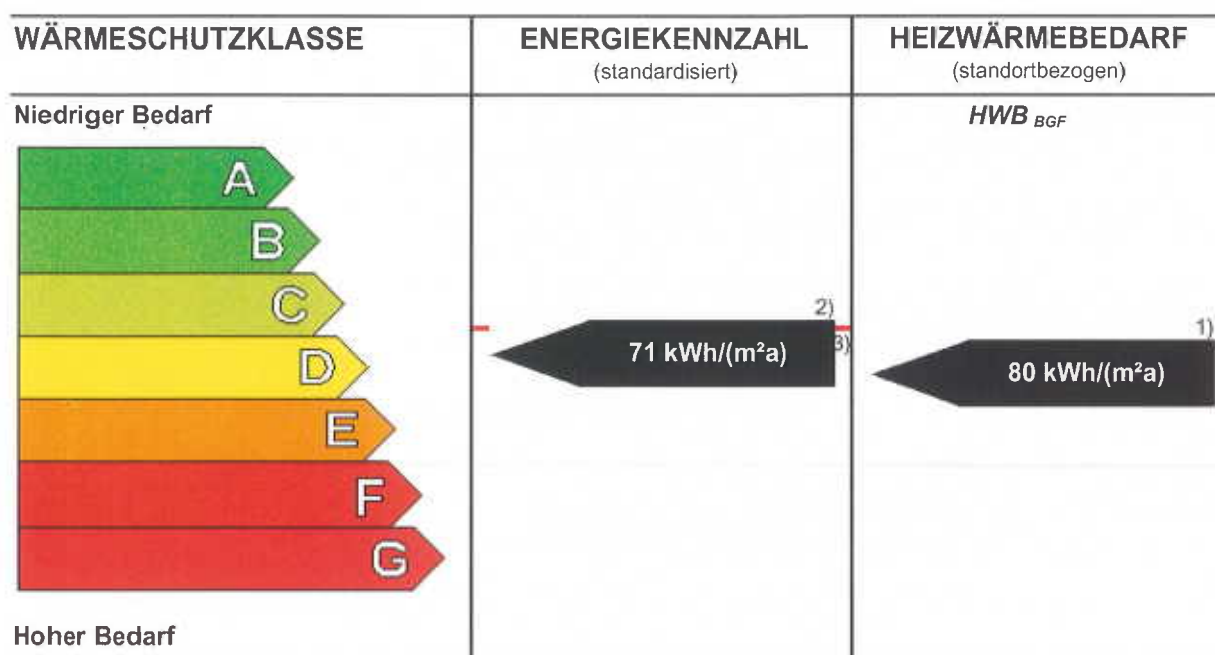 WÄRMESCHUTZKLASSE
ENERGIEKENNZAHL
(standardisiert)
HEIZWÄRMEBEDARF
(standortbezogen)
Niedriger Bedarf
HWB BGF
A
B
C
D
E
F
G
2)
3)
71 kWh/(m²a)
1)
80 kWh/(m²a)
Hoher Bedarf